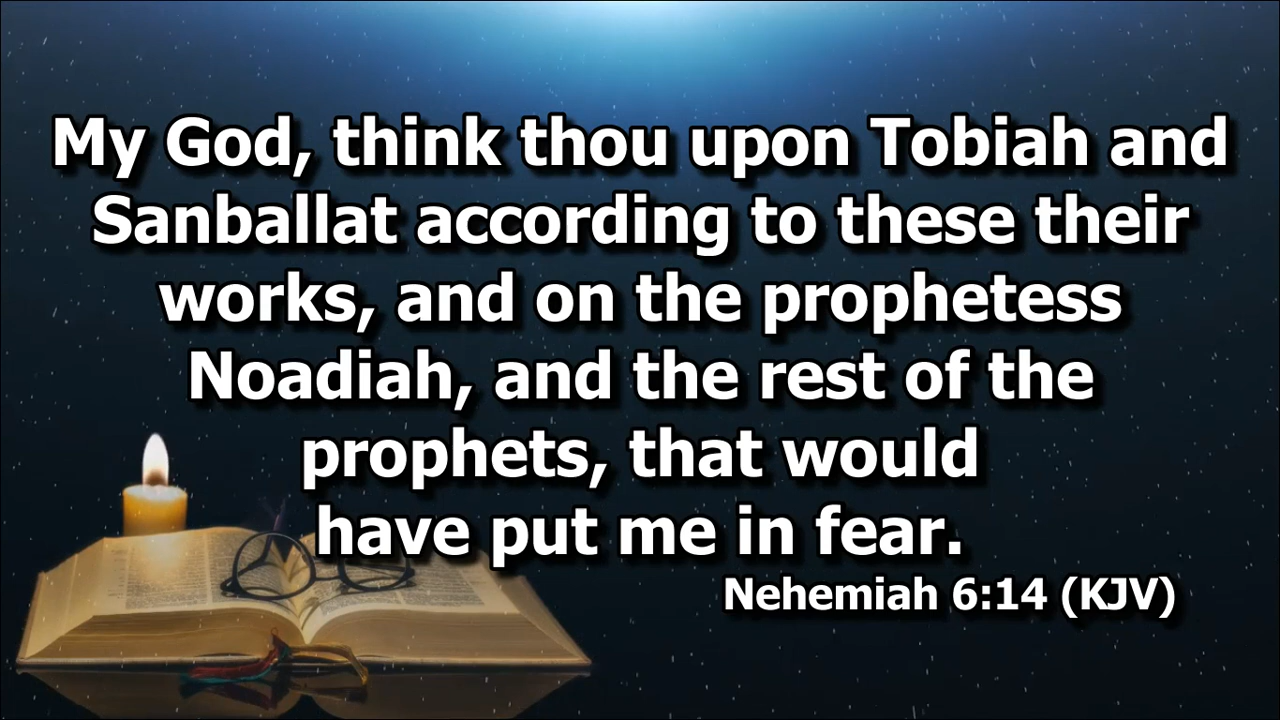 My God, think thou upon Tobiah and
Sanballat according to these their
works, and on the prophetess
Noadiah, and the rest of the
prophets, that would
have put me in fear.
Nehemiah 6:14 (KJV)